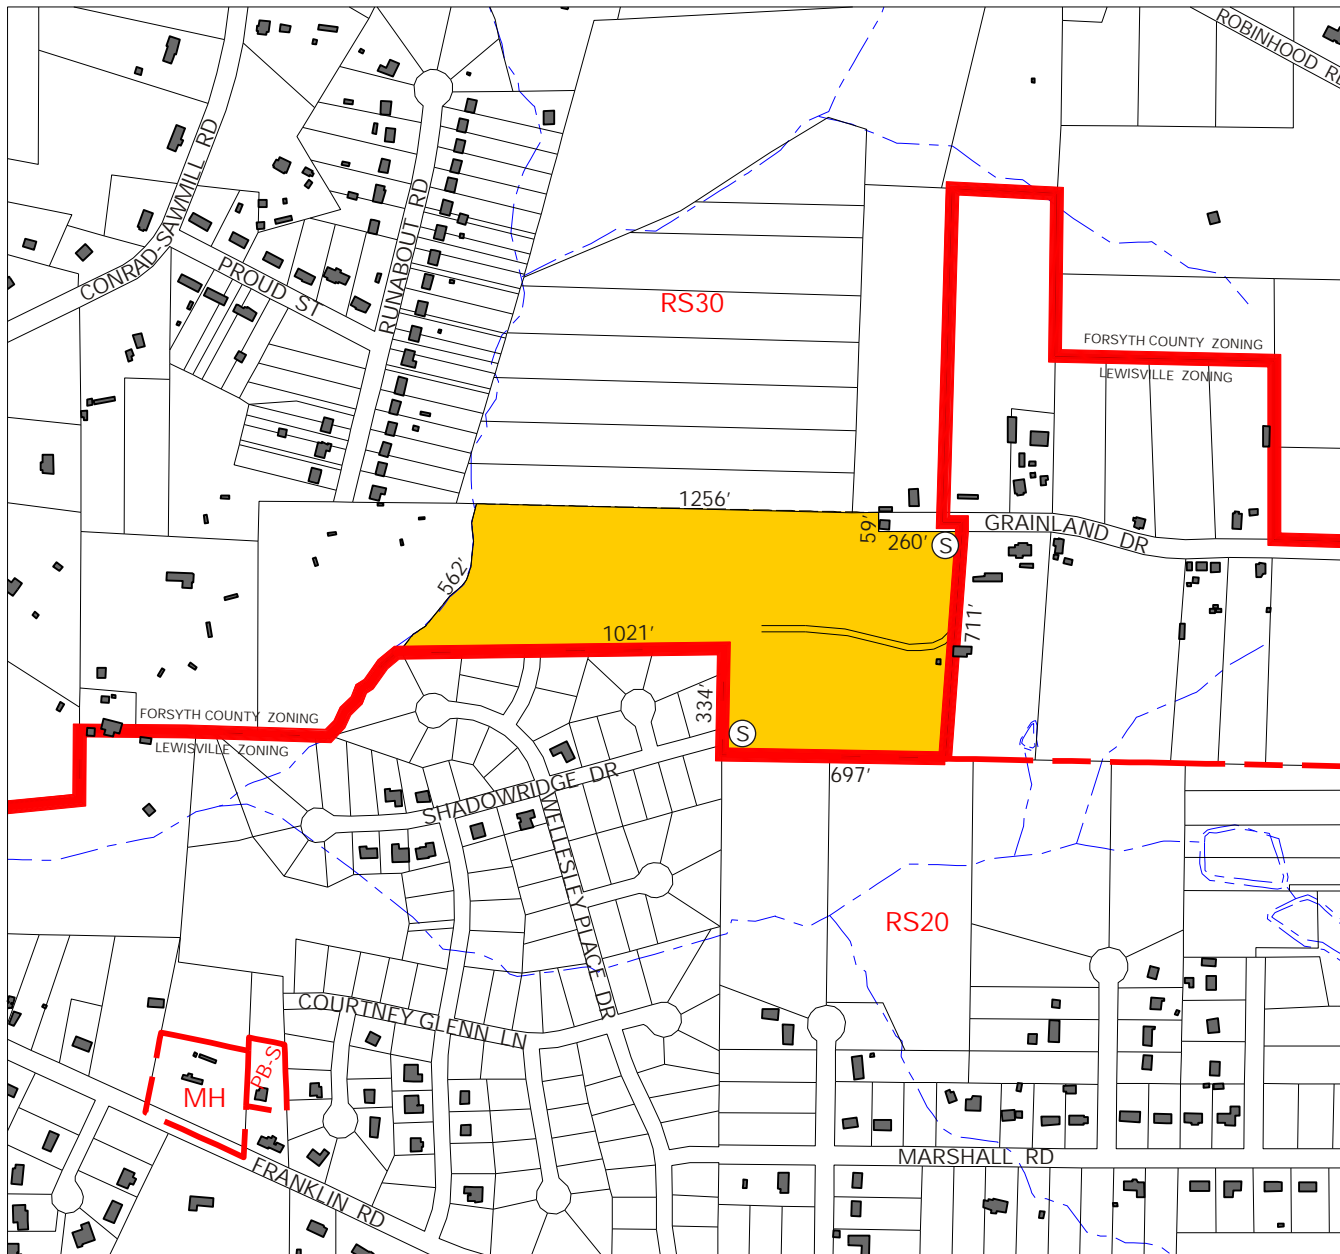 ROBINHOOD RD
CONRAD-SAWMILL RD
RUNABOUT RD
PROUD ST
RS30
FORSYTH COUNTY ZONING
LEWISVILLE ZONING
1256'
59'
260'
S
GRAINLAND DR
562'
1021'
711'
334'
S
697'
FORSYTH COUNTY ZONING
LEWISVILLE ZONING
SHADOWRIDGE DR
WELLESLEY PLACE DR
RS20
COURTNEY GLENN LN
PB-S
MH
FRANKLIN RD
MARSHALL RD